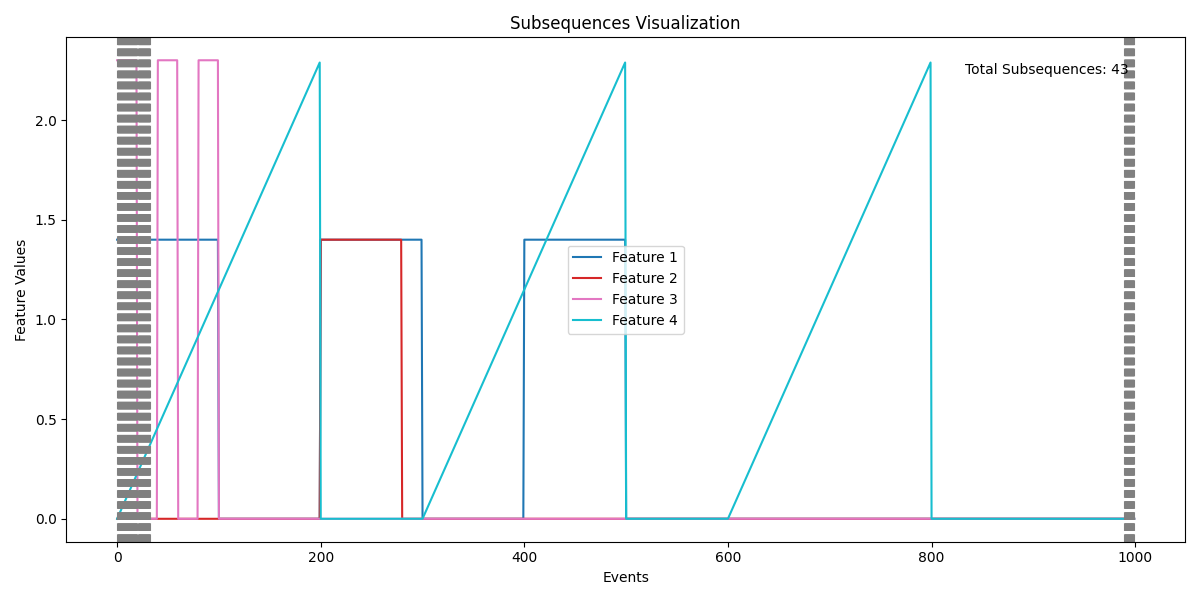 Subsequences Visualization
Total Subsequences: 43
Feature Values
2.0
1.5
1.0
0.5
0.0
Feature 1
Feature 2
Feature 3
Feature 4
0 200 400 600 800 1000
Events